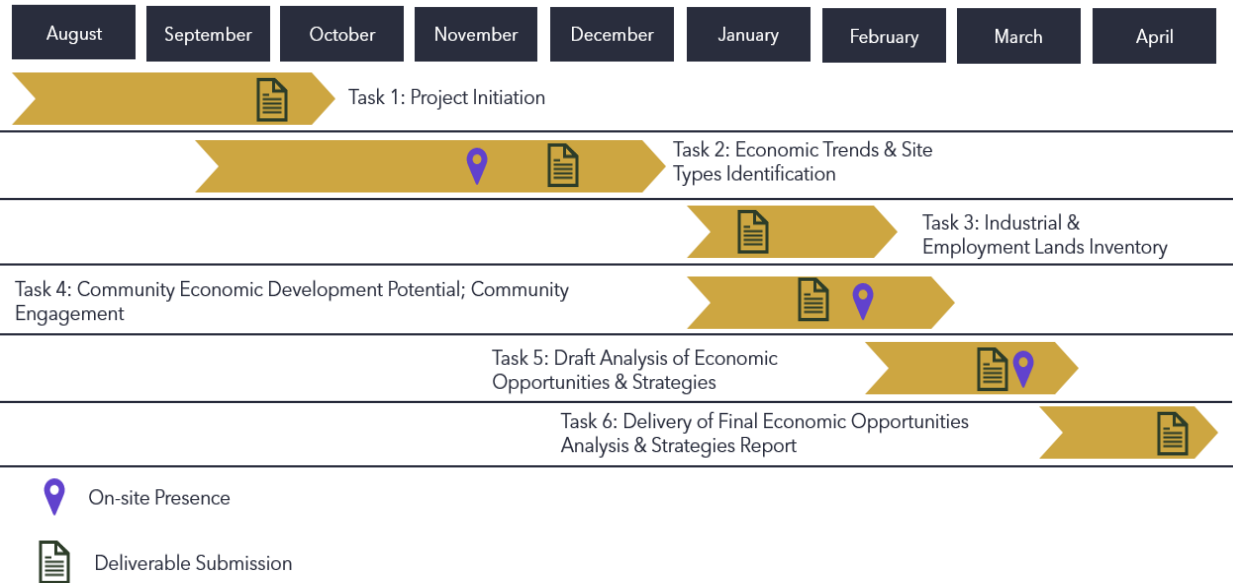 August
September
October
November
December
January
February
March
April
Task 1: Project Initiation
Task 2: Economic Trends & Site
Types Identification
Task 3: Industrial &
Employment Lands Inventory
Task 4: Community Economic Development Potential; Community
Engagement
Task 5: Draft Analysis of Economic
Opportunities & Strategies
Task 6: Delivery of Final Economic Opportunities
Analysis & Strategies Report
On-site Presence
Deliverable Submission